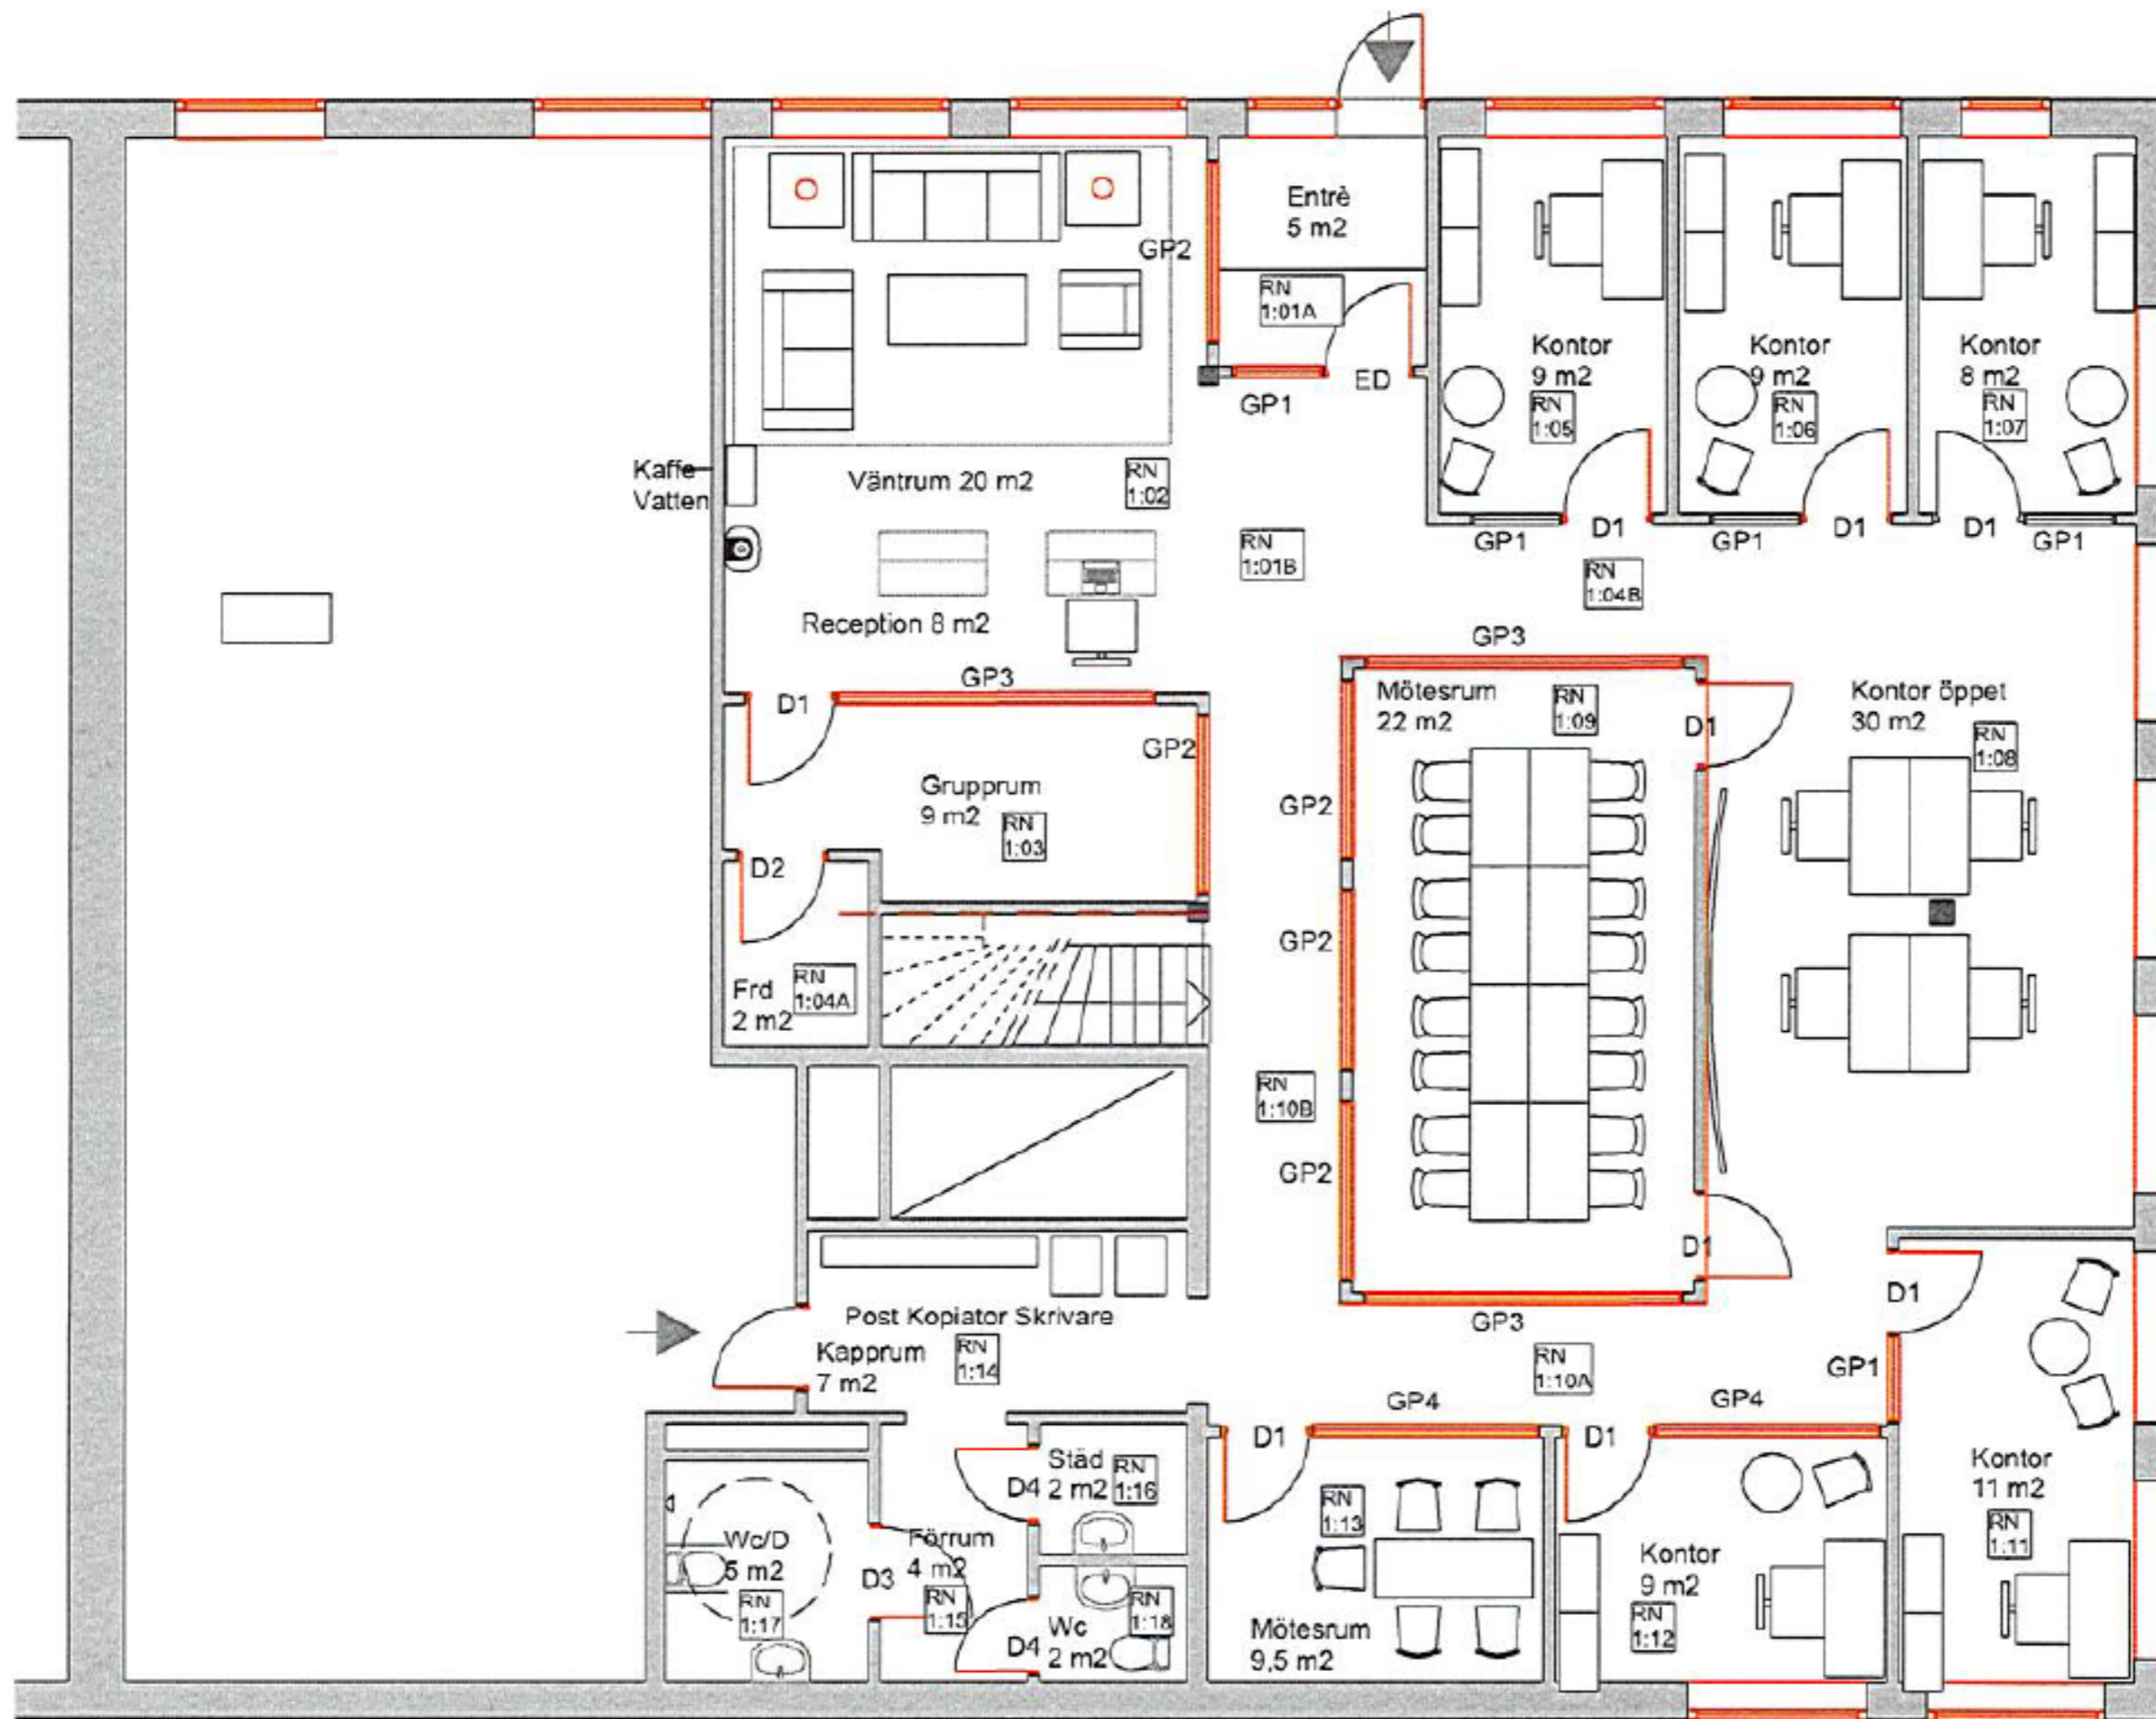 Entrè
5 m2
GP2
RN
1:01A
GP1
ED
Kontor
9 m2
RN
1:05
Kontor
9 m2
RN
1:06
Kontor
8 m2
RN
1:07
Kaffe
Vatten
Väntrum 20 m2
RN
1:02
GP1
D1
GP1
D1
D1
GP1
RN
1:01B
RN
1:04B
Reception 8 m2
GP3
D1
GP3
Mötesrum
22 m2
RN
1:09
D1
Kontor öppet
30 m2
RN
1:08
GP2
Grupprum
9 m2
RN
1:03
GP2
D2
GP2
Frd
2 m2
RN
1:04A
RN
1:10B
GP2
D1
D1
Post Kopiator Skrivare
Kapprum
7 m2
RN
1:14
GP3
RN
1:10A
GP1
GP4
GP4
D1
D1
Städ
2 m2
RN
1:16
D4
Kontor
11 m2
RN
1:11
RN
1:13
Wc/D
5 m2
RN
1:17
Förrum
4 m2
D3
RN
1:15
Kontor
9 m2
RN
1:12
Wc
2 m2
RN
1:18
D4
Mötesrum
9,5 m2